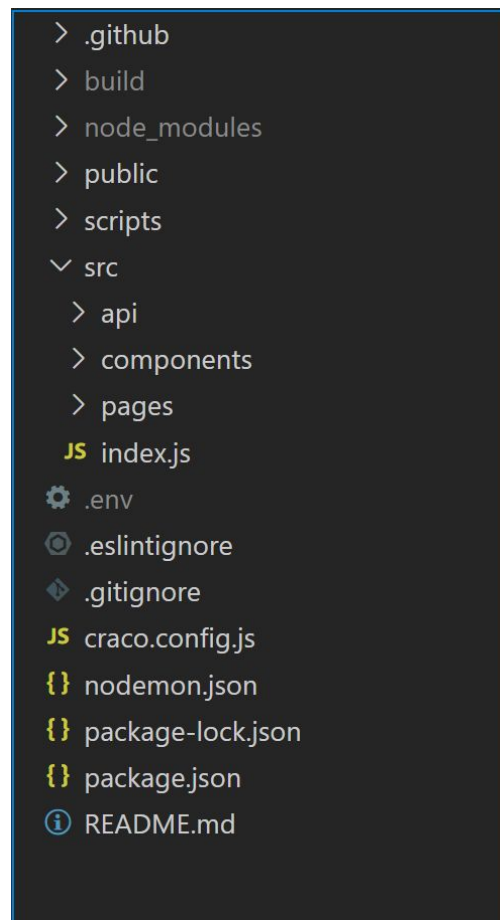 .github
build
node_modules
public
scripts
src
api
components
pages
JS index.js
.env
.eslintignore
.gitignore
JS craco.config.js
{} nodemon.json
{} package-lock.json
{} package.json
README.md